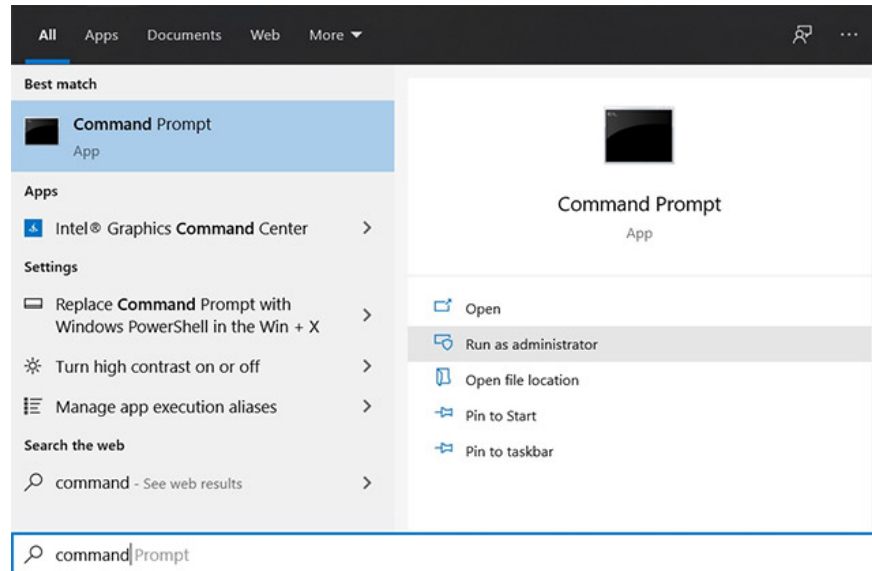 All Apps Documents Web More
Best match
Command Prompt
App
Apps
Intel® Graphics Command Center
Settings
Replace Command Prompt with
Windows PowerShell in the Win + X
Turn high contrast on or off
Manage app execution aliases
Search the web
command - See web results
Command Prompt
App
Open
Run as administrator
Open file location
Pin to Start
Pin to taskbar
command Prompt